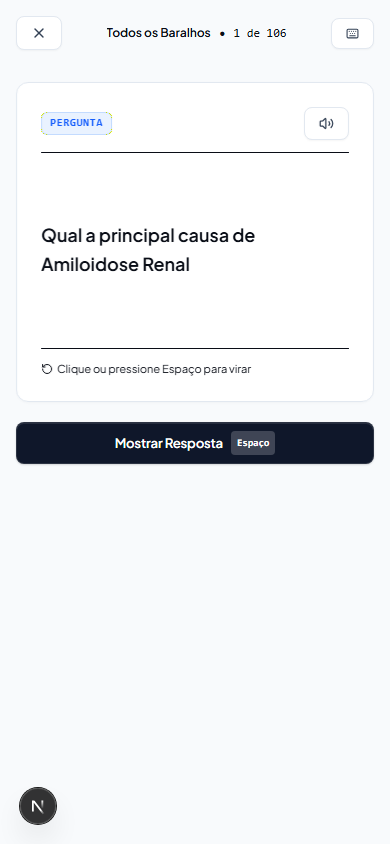 Todos os Baralhos • 1 de 106
PERGUNTA
Qual a principal causa de
Amiloidose Renal
Clique ou pressione Espaço para virar
Mostrar Resposta Espaço
N